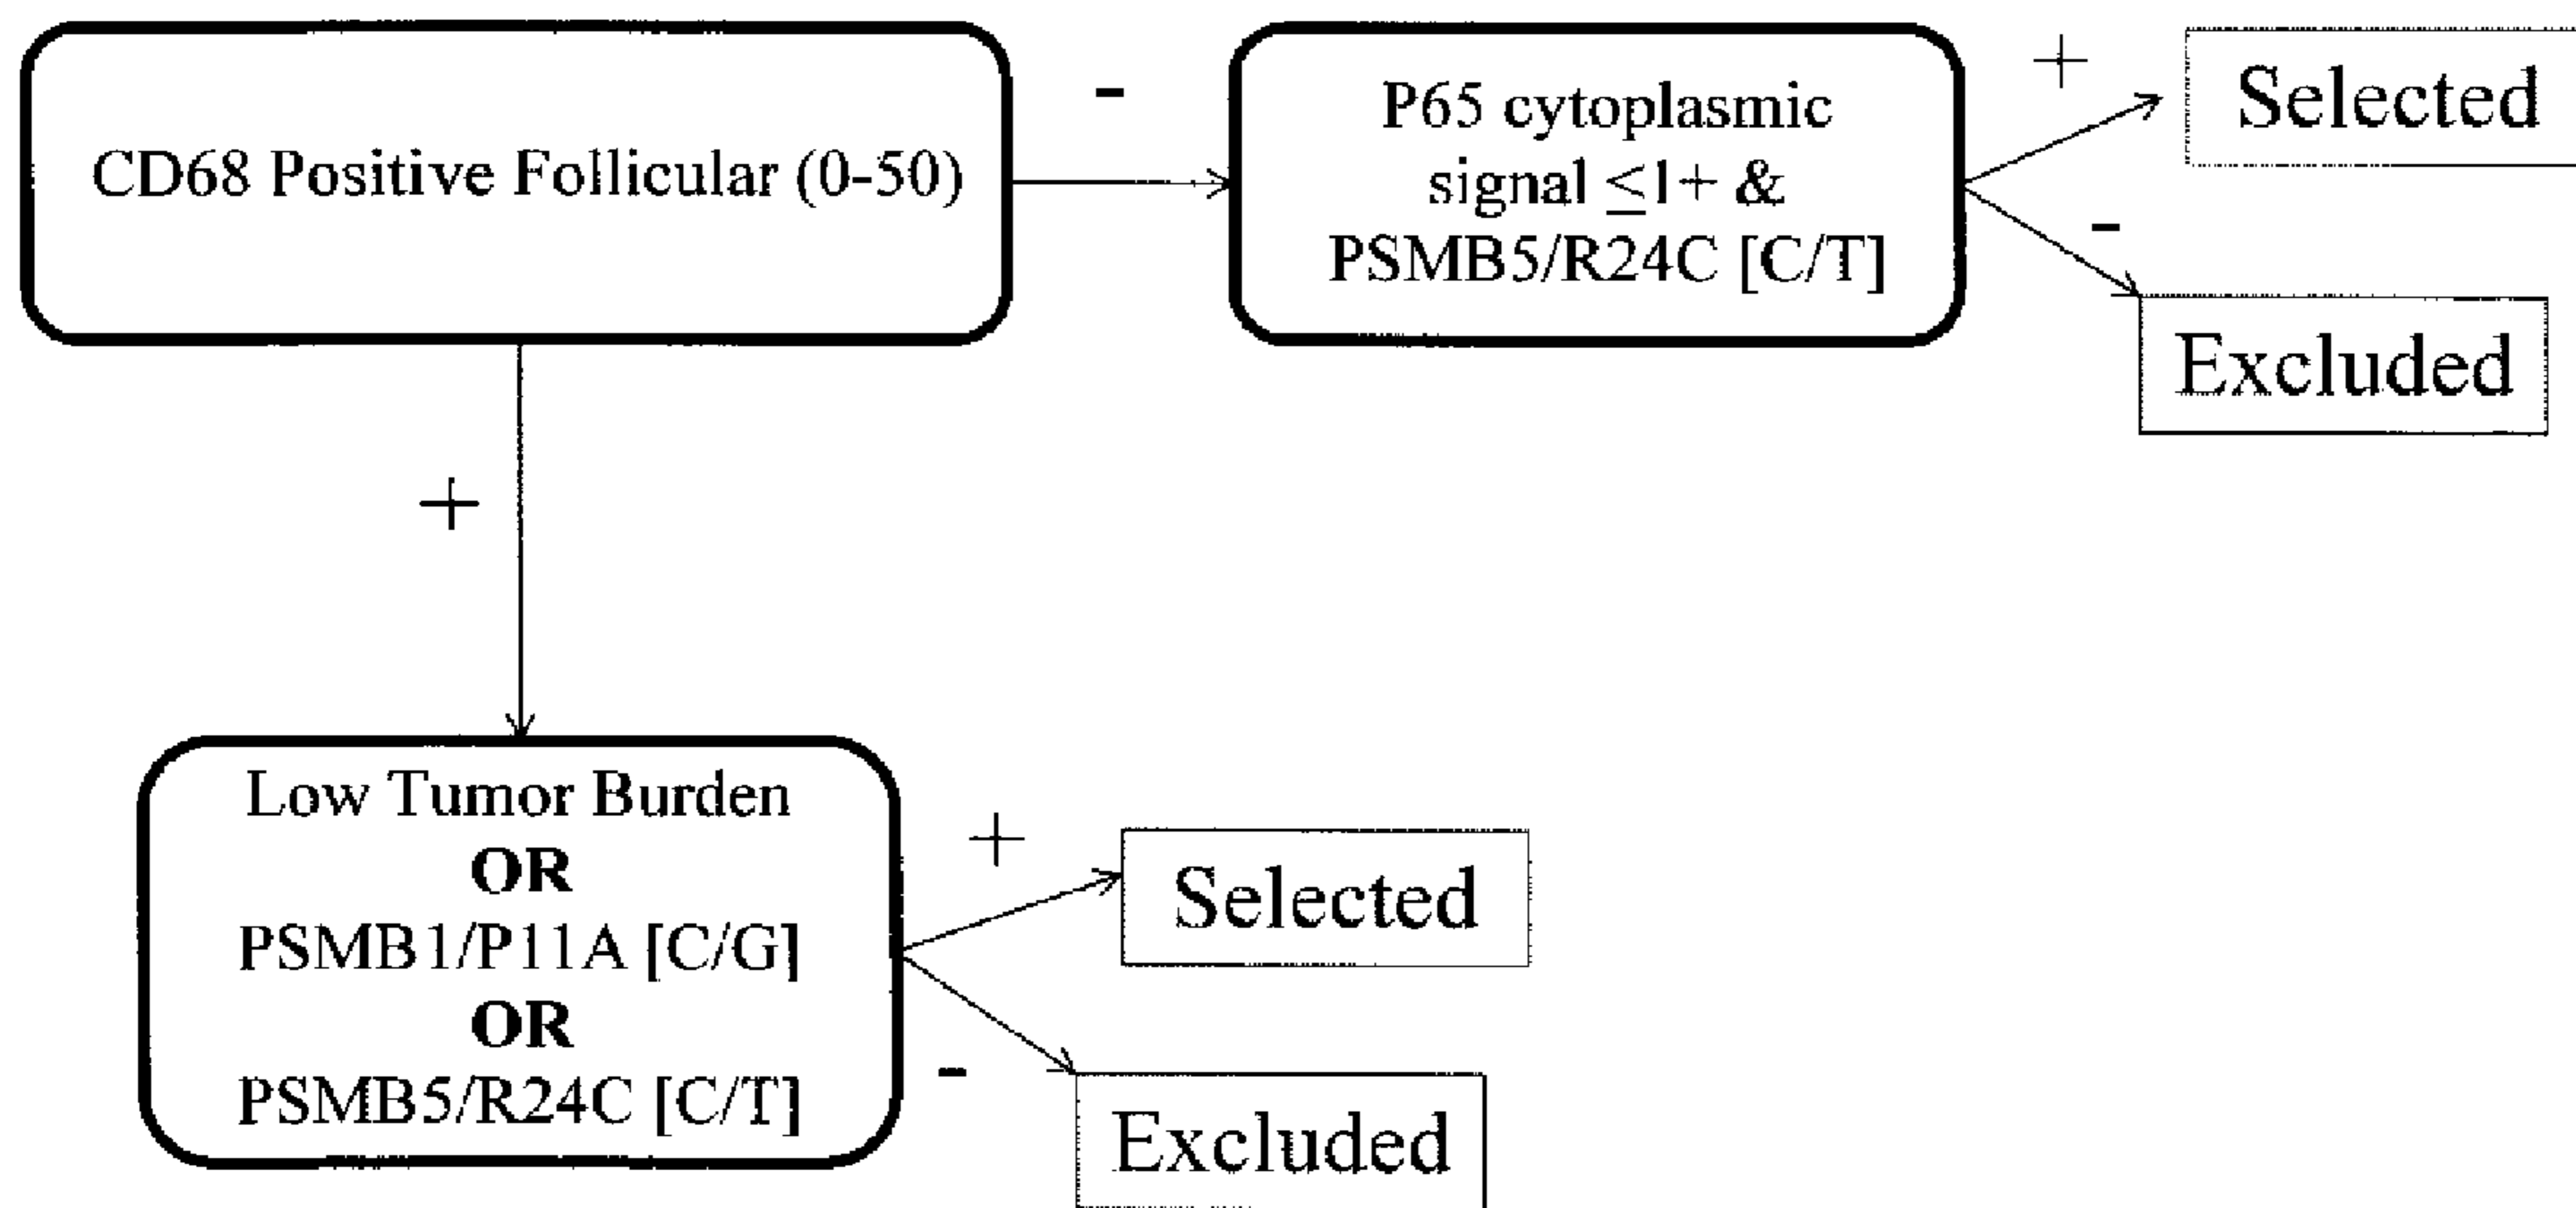 CD68 Positive Follicular (0-50)
-
P65 cytoplasmic
signal ≤1+ &
PSMB5/R24C [C/T]
+
Selected
-
Excluded
+
Low Tumor Burden
OR
PSMB1/P11A [C/G]
OR
PSMB5/R24C [C/T]
+
Selected
-
Excluded